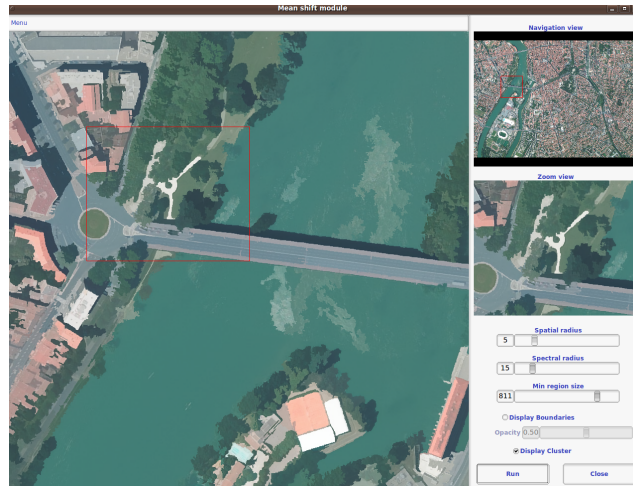 Mean shift module
Menu
Navigation view
Zoom view
Spatial radius
5
Spectral radius
15
Min region size
811
Display Boundaries
Opacity 0.50
Display Cluster
Run Close